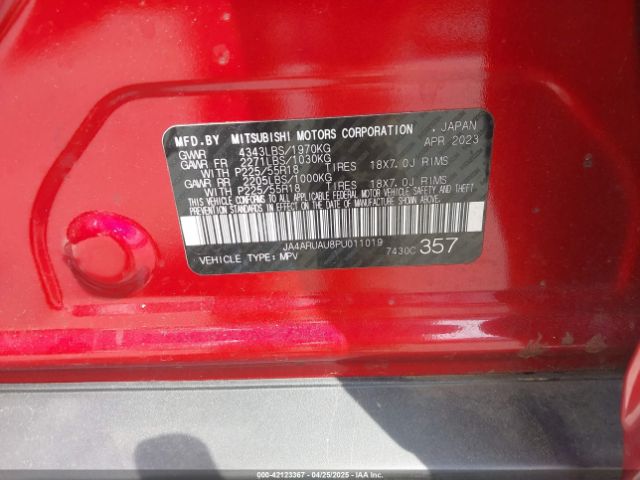 MFD.BY MITSUBISHI MOTORS CORPORATION , JAPAN
GVWR 4343LBS/1970KG APR 2023
GAWR FR 2271LBS/1030KG
WITH P225/55R18 TIRES 18X7.0J RIMS
GAWR RR 2205LBS/1000KG
WITH P225/55R18 TIRES 18X7.0J RIMS
THIS VEHICLE CONFORMS TO ALL APPLICABLE FEDERAL MOTOR VEHICLE SAFETY AND THEFT
PREVENTION STANDARDS IN EFFECT ON THE DATE OF MANUFACTURE SHOWN ABOVE.
JA4ARUAU8PU011019
VEHICLE TYPE: MPV 7430C 357
000-42123367 - 04/25/2025 - IAAI.COM